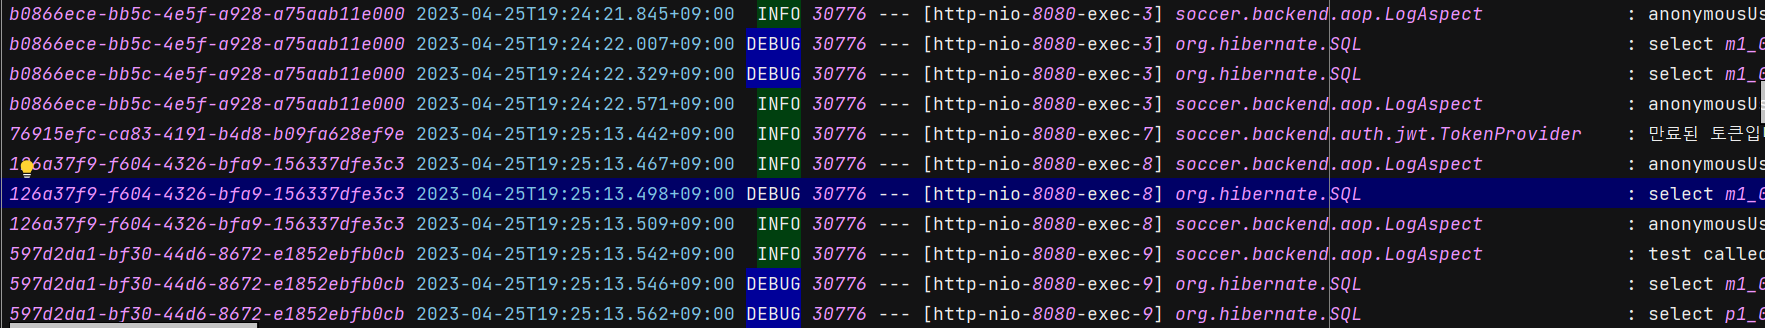 b0866ece-bb5c-4e5f-a928-a75aab11e000 2023-04-25T19:24:21.845+09:00 INFO 30776 --- [http-nio-8080-exec-3] soccer.backend.aop.LogAspect : anonymousUs
b0866ece-bb5c-4e5f-a928-a75aab11e000 2023-04-25T19:24:22.007+09:00 DEBUG 30776 --- [http-nio-8080-exec-3] org.hibernate.SQL : select m1_0
b0866ece-bb5c-4e5f-a928-a75aab11e000 2023-04-25T19:24:22.329+09:00 DEBUG 30776 --- [http-nio-8080-exec-3] org.hibernate.SQL : select m1_0
b0866ece-bb5c-4e5f-a928-a75aab11e000 2023-04-25T19:24:22.571+09:00 INFO 30776 --- [http-nio-8080-exec-3] soccer.backend.aop.LogAspect : anonymousU
76915efc-ca83-4191-b4d8-b09fa628ef9e 2023-04-25T19:25:13.442+09:00 INFO 30776 --- [http-nio-8080-exec-7] soccer.backend.auth.jwt.TokenProvider : 만료된 토큰입
126a37f9-f604-4326-bfa9-156337dfe3c3 2023-04-25T19:25:13.467+09:00 INFO 30776 --- [http-nio-8080-exec-8] soccer.backend.aop.LogAspect : anonymousUs
126a37f9-f604-4326-bfa9-156337dfe3c3 2023-04-25T19:25:13.498+09:00 DEBUG 30776 --- [http-nio-8080-exec-8] org.hibernate.SQL : select m1_0
126a37f9-f604-4326-bfa9-156337dfe3c3 2023-04-25T19:25:13.509+09:00 INFO 30776 --- [http-nio-8080-exec-8] soccer.backend.aop.LogAspect : anonymousUs
597d2da1-bf30-44d6-8672-e1852ebfb0cb 2023-04-25T19:25:13.542+09:00 INFO 30776 --- [http-nio-8080-exec-9] soccer.backend.aop.LogAspect : test called
597d2da1-bf30-44d6-8672-e1852ebfb0cb 2023-04-25T19:25:13.546+09:00 DEBUG 30776 --- [http-nio-8080-exec-9] org.hibernate.SQL : select m1_0
597d2da1-bf30-44d6-8672-e1852ebfb0cb 2023-04-25T19:25:13.562+09:00 DEBUG 30776 --- [http-nio-8080-exec-9] org.hibernate.SQL : select p1_0